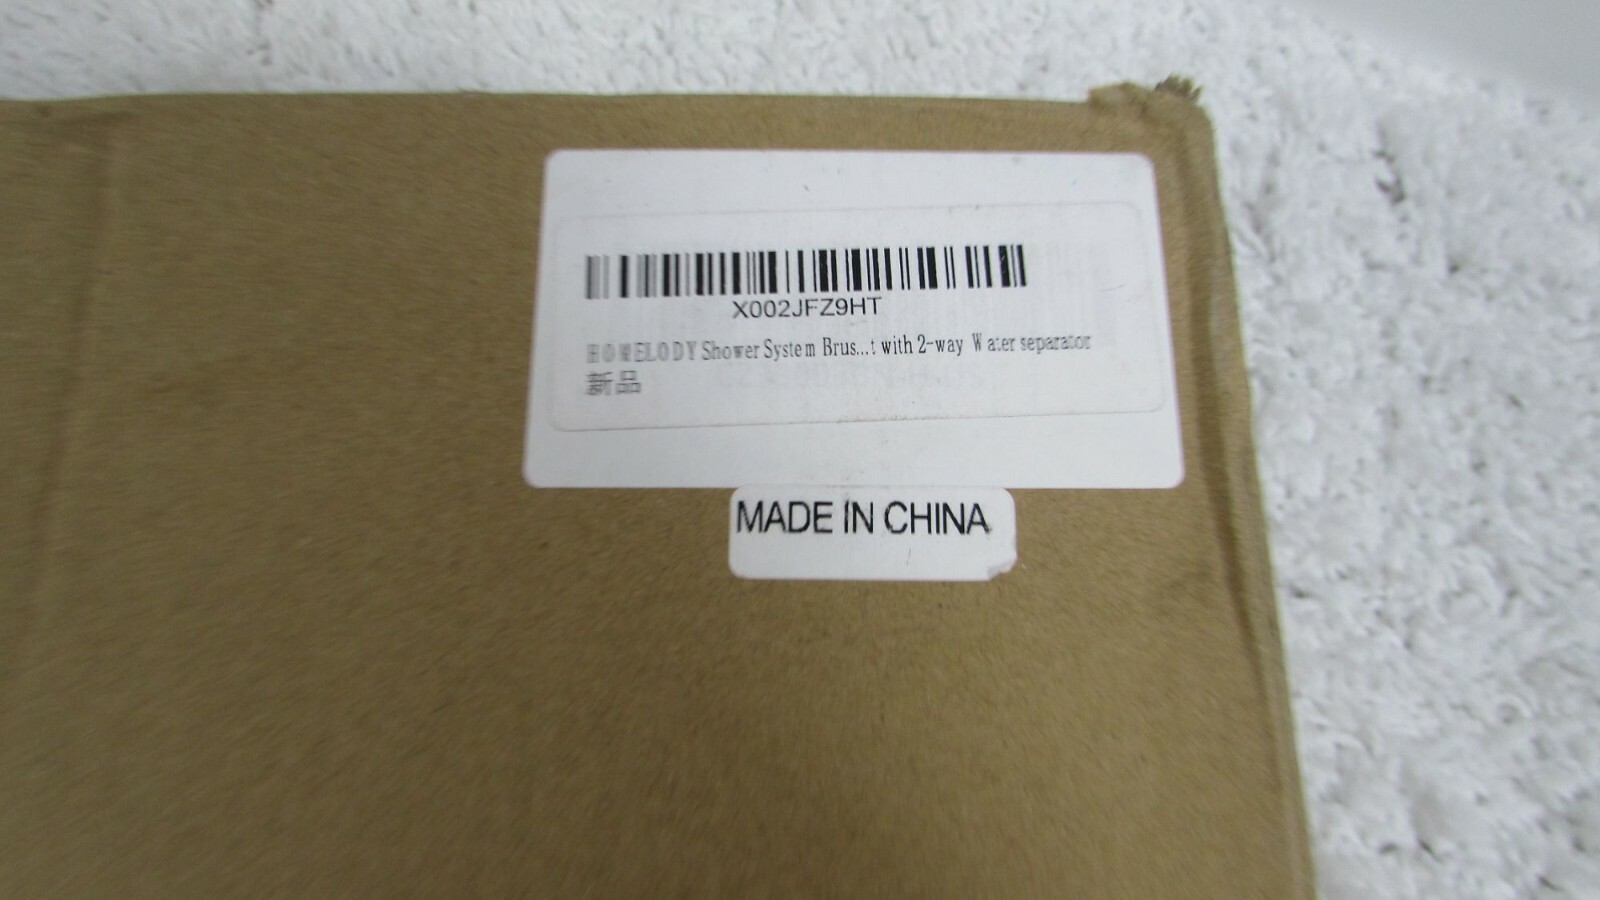 X002JFZ9HT
HOMELODY Shower System Brus...t with 2-way Water separator
新品
MADE IN CHINA